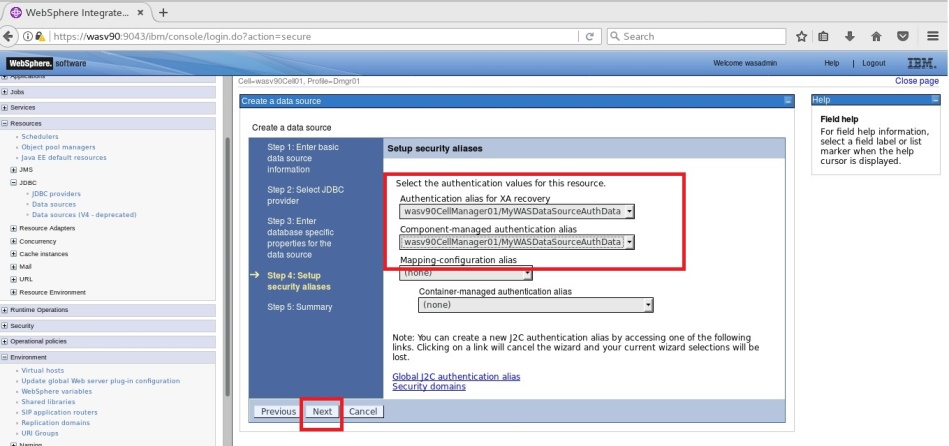 WebSphere Integrate...
https://wasv90:9043/ibm/console/login.do?action=secure
Search
WebSphere. software
Welcome wasadmin
Help
Logout
IBM.
Cell=wasv90Cell01, Profile=Dmgr01
Close page
Applications
Jobs
Services
Resources
Schedulers
Object pool managers
Java EE default resources
JMS
JDBC
JDBC providers
Data sources
Data sources (V4 - deprecated)
Resource Adapters
Concurrency
Cache instances
Mail
URL
Resource Environment
Runtime Operations
Security
Operational policies
Environment
Virtual hosts
Update global Web server plug-in configuration
WebSphere variables
Shared libraries
SIP application routers
Replication domains
URI Groups
Naming
Create a data source
Create a data source
Step 1: Enter basic
data source
information
Step 2: Select JDBC
provider
Step 3: Enter
database specific
properties for the
data source
Step 4: Setup
security aliases
Step 5: Summary
Setup security aliases
Select the authentication values for this resource.
Authentication alias for XA recovery
wasv90CellManager01/MyWASDataSourceAuthData
Component-managed authentication alias
wasv90CellManager01/MyWASDataSourceAuthData
Mapping-configuration alias
(none)
Container-managed authentication alias
(none)
Note: You can create a new J2C authentication alias by accessing one of the following
links. Clicking on a link will cancel the wizard and your current wizard selections will be
lost.
Global J2C authentication alias
Security domains
Previous
Next
Cancel
Help
Field help
For field help information,
select a field label or list
marker when the help
cursor is displayed.